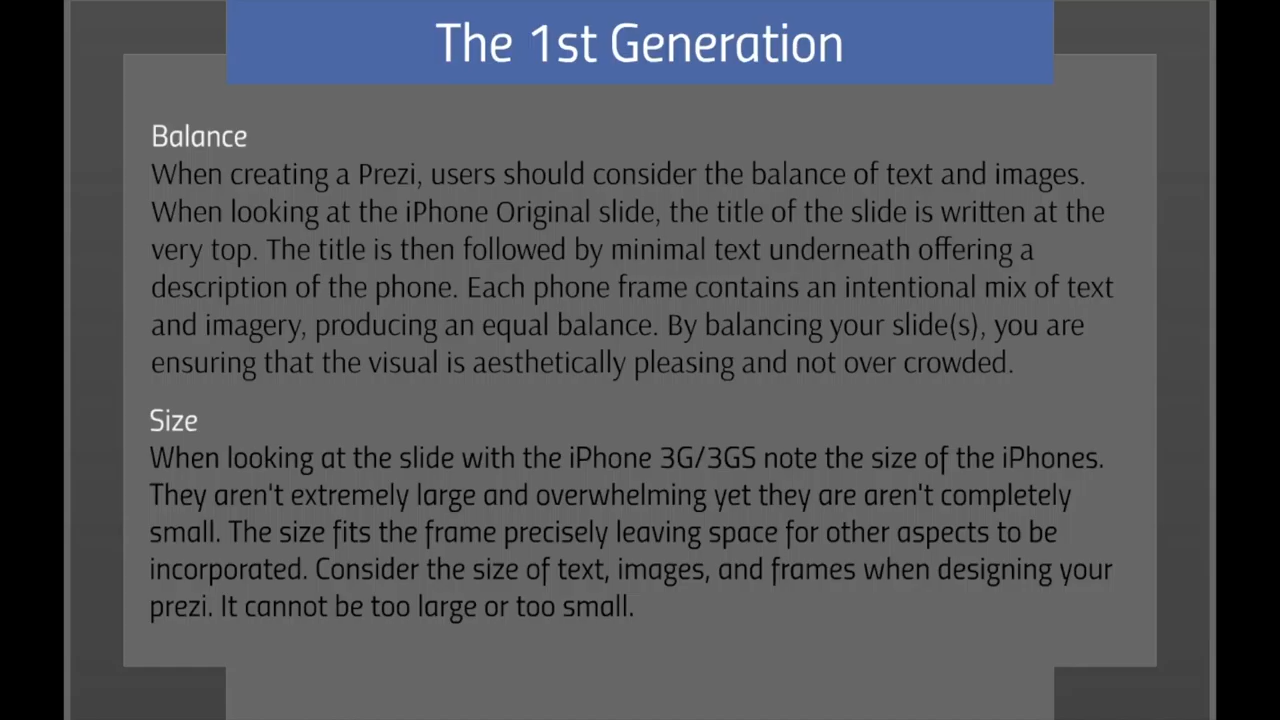 The 1st Generation
Balance
When creating a Prezi, users should consider the balance of text and images.
When looking at the iPhone Original slide, the title of the slide is written at the
very top. The title is then followed by minimal text underneath offering a
description of the phone. Each phone frame contains an intentional mix of text
and imagery, producing an equal balance. By balancing your slide(s), you are
ensuring that the visual is aesthetically pleasing and not over crowded.
Size
When looking at the slide with the iPhone 3G/3GS note the size of the iPhones.
They aren't extremely large and overwhelming yet they are aren't completely
small. The size fits the frame precisely leaving space for other aspects to be
incorporated. Consider the size of text, images, and frames when designing your
prezi. It cannot be too large or too small.